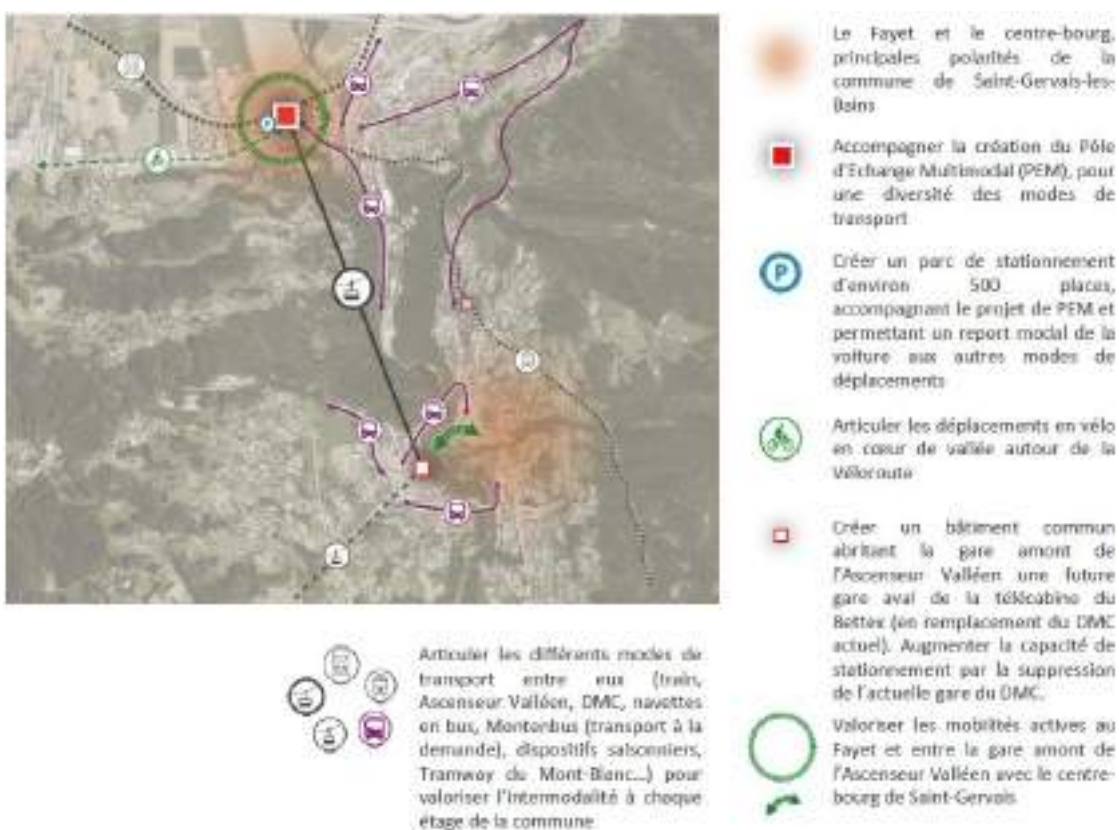 Le Fayet et le centre-bourg,
principales polarités de la
commune de Saint-Gervais-les-
Bains
Accompagner la création du Pôle
d'Echange Multimodal (PEM), pour
une diversité des modes de
transport
P
Créer un parc de stationnement
d'environ 500 places,
accompagnant le projet de PEM et
permettant un report modal de la
voiture aux autres modes de
déplacements
Articuler les déplacements en vélo
en cœur de vallée autour de la
Véloroute
Créer un bâtiment commun
abritant la gare amont de
l'Ascenseur Valléen une future
gare aval de la télécabine du
Bettex (en remplacement du DMC
actuel). Augmenter la capacité de
stationnement par la suppression
de l'actuelle gare du DMC.
Valoriser les mobilités actives au
Fayet et entre la gare amont de
l'Ascenseur Valléen avec le centre-
bourg de Saint-Gervais
P
Articuler les différents modes de
transport entre eux (train,
Ascenseur Valléen, DMC, navettes
en bus, Montenbus (transport à la
demande), dispositifs saisonniers,
Tramway du Mont-Blanc...) pour
valoriser l'intermodalité à chaque
étage de la commune